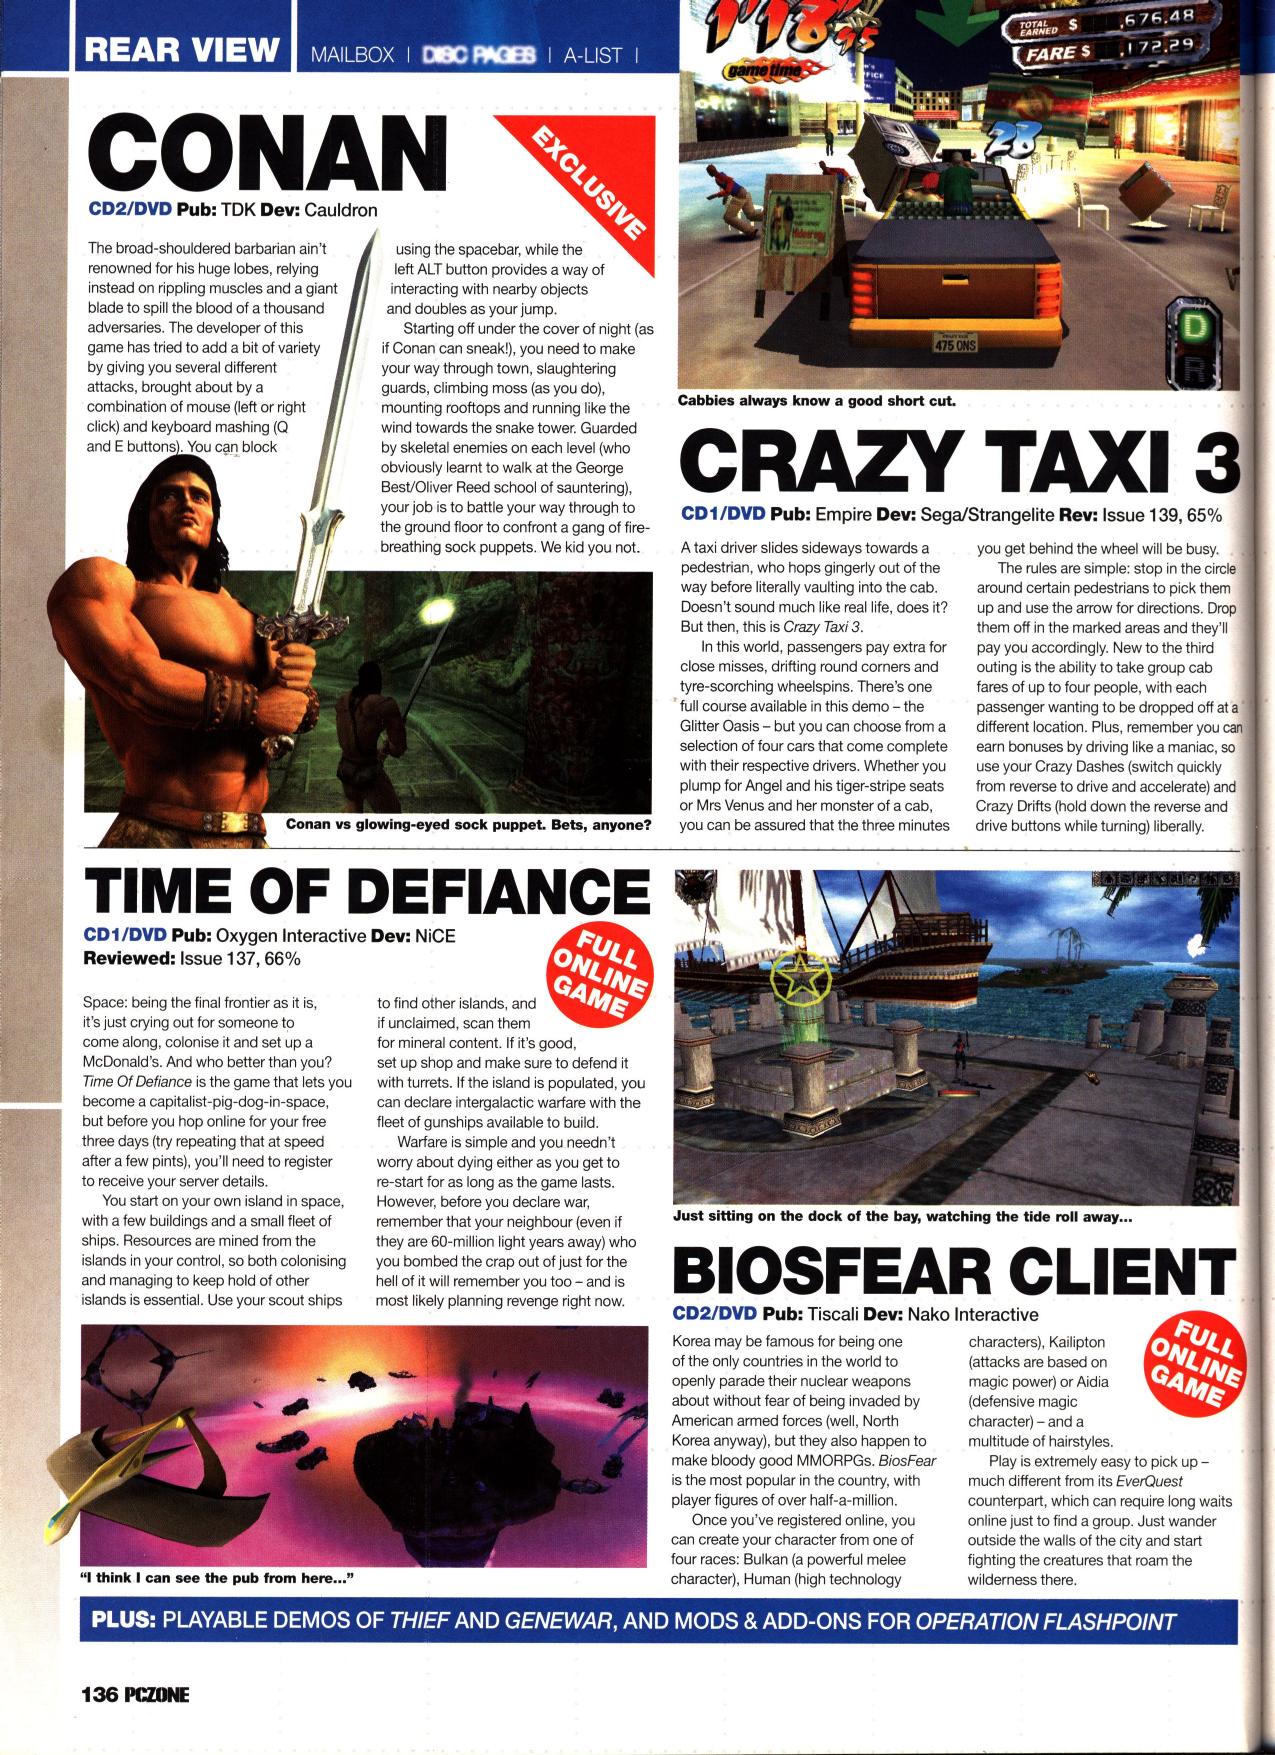 REAR VIEW
MAILBOX | DISC PAGES | A-LIST |
CONAN
EXCLUSIVE
CD2/DVD Pub: TDK Dev: Cauldron
The broad-shouldered barbarian ain't
renowned for his huge lobes, relying
instead on rippling muscles and a giant
blade to spill the blood of a thousand
adversaries. The developer of this
game has tried to add a bit of variety
by giving you several different
attacks, brought about by a
combination of mouse (left or right
click) and keyboard mashing (Q
and E buttons). You can block
using the spacebar, while the
left ALT button provides a way of
interacting with nearby objects
and doubles as your jump.
Starting off under the cover of night (as
if Conan can sneak!), you need to make
your way through town, slaughtering
guards, climbing moss (as you do),
mounting rooftops and running like the
wind towards the snake tower. Guarded
by skeletal enemies on each level (who
obviously learnt to walk at the George
Best/Oliver Reed school of sauntering),
your job is to battle your way through to
the ground floor to confront a gang of fire-
breathing sock puppets. We kid you not.
Conan vs glowing-eyed sock puppet. Bets, anyone?
1'18"95
game time
TOTAL EARNED $ ,676.48
FARE $ 172.29
28
475 ONS
D
R
Cabbies always know a good short cut.
CRAZY TAXI 3
CD1/DVD Pub: Empire Dev: Sega/Strangelite Rev: Issue 139, 65%
A taxi driver slides sideways towards a
pedestrian, who hops gingerly out of the
way before literally vaulting into the cab.
Doesn't sound much like real life, does it?
But then, this is Crazy Taxi 3.
In this world, passengers pay extra for
close misses, drifting round corners and
tyre-scorching wheelspins. There's one
full course available in this demo – the
Glitter Oasis – but you can choose from a
selection of four cars that come complete
with their respective drivers. Whether you
plump for Angel and his tiger-stripe seats
or Mrs Venus and her monster of a cab,
you can be assured that the three minutes
you get behind the wheel will be busy.
The rules are simple: stop in the circle
around certain pedestrians to pick them
up and use the arrow for directions. Drop
them off in the marked areas and they'll
pay you accordingly. New to the third
outing is the ability to take group cab
fares of up to four people, with each
passenger wanting to be dropped off at a
different location. Plus, remember you can
earn bonuses by driving like a maniac, so
use your Crazy Dashes (switch quickly
from reverse to drive and accelerate) and
Crazy Drifts (hold down the reverse and
drive buttons while turning) liberally.
TIME OF DEFIANCE
CD1/DVD Pub: Oxygen Interactive Dev: NiCE
Reviewed: Issue 137, 66%
FULL
ONLINE
GAME
Space: being the final frontier as it is,
it's just crying out for someone to
come along, colonise it and set up a
McDonald's. And who better than you?
Time Of Defiance is the game that lets you
become a capitalist-pig-dog-in-space,
but before you hop online for your free
three days (try repeating that at speed
after a few pints), you'll need to register
to receive your server details.
You start on your own island in space,
with a few buildings and a small fleet of
ships. Resources are mined from the
islands in your control, so both colonising
and managing to keep hold of other
islands is essential. Use your scout ships
to find other islands, and
if unclaimed, scan them
for mineral content. If it's good,
set up shop and make sure to defend it
with turrets. If the island is populated, you
can declare intergalactic warfare with the
fleet of gunships available to build.
Warfare is simple and you needn't
worry about dying either as you get to
re-start for as long as the game lasts.
However, before you declare war,
remember that your neighbour (even if
they are 60-million light years away) who
you bombed the crap out of just for the
hell of it will remember you too – and is
most likely planning revenge right now.
"I think I can see the pub from here..."
Just sitting on the dock of the bay, watching the tide roll away...
BIOSFEAR CLIENT
CD2/DVD Pub: Tiscali Dev: Nako Interactive
FULL
ONLINE
GAME
Korea may be famous for being one
of the only countries in the world to
openly parade their nuclear weapons
about without fear of being invaded by
American armed forces (well, North
Korea anyway), but they also happen to
make bloody good MMORPGs. BiosFear
is the most popular in the country, with
player figures of over half-a-million.
Once you've registered online, you
can create your character from one of
four races: Bulkan (a powerful melee
character), Human (high technology
characters), Kailipton
(attacks are based on
magic power) or Aidia
(defensive magic
character) – and a
multitude of hairstyles.
Play is extremely easy to pick up –
much different from its EverQuest
counterpart, which can require long waits
online just to find a group. Just wander
outside the walls of the city and start
fighting the creatures that roam the
wilderness there.
PLUS: PLAYABLE DEMOS OF THIEF AND GENEWAR, AND MODS & ADD-ONS FOR OPERATION FLASHPOINT
136 PCZONE